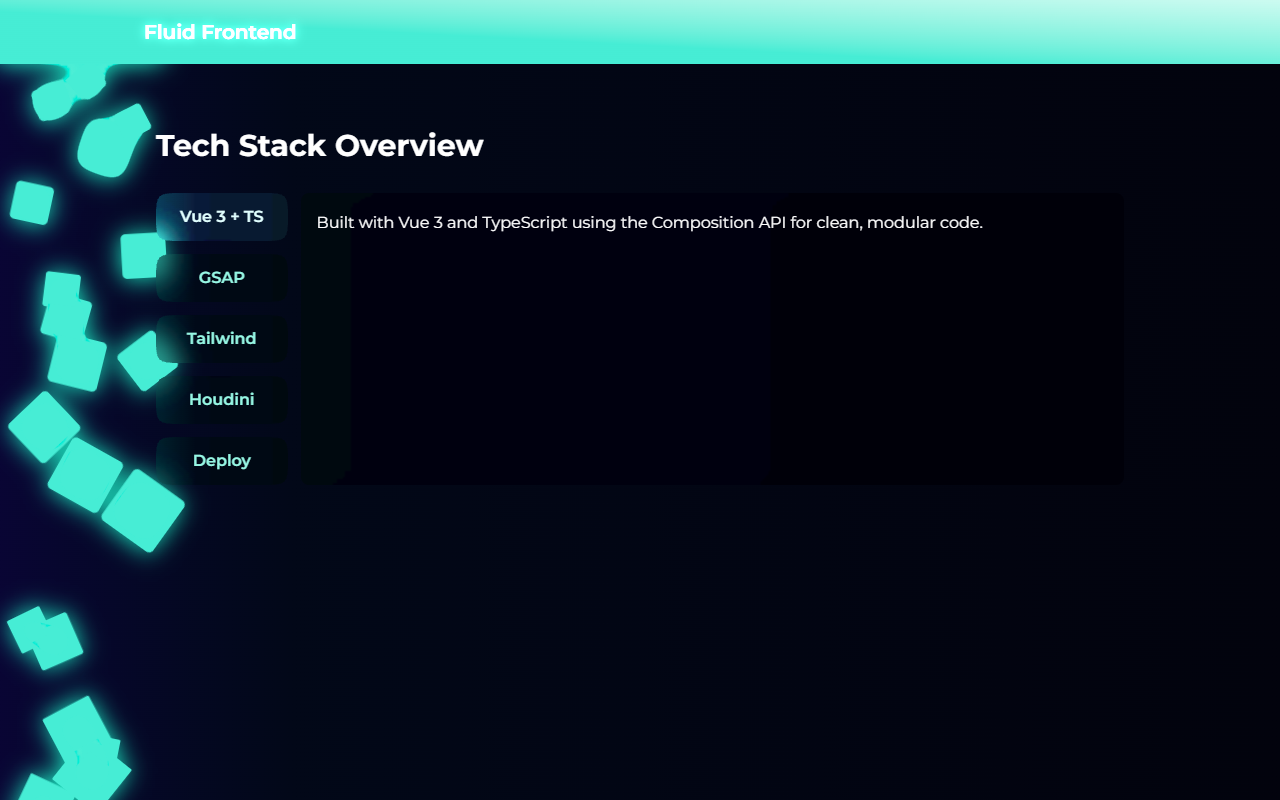 Fluid Frontend
Tech Stack Overview
Vue 3 + TS
Built with Vue 3 and TypeScript using the Composition API for clean, modular code.
GSAP
Tailwind
Houdini
Deploy